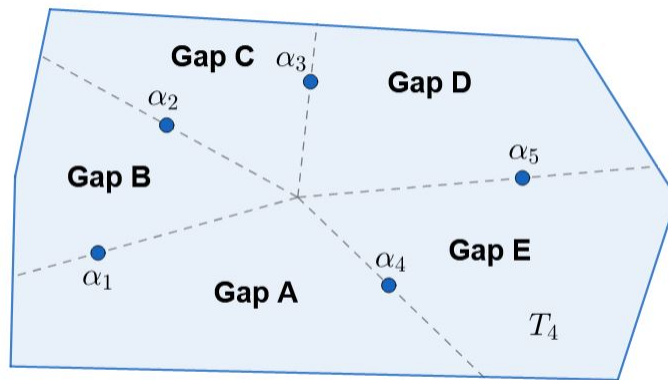 Gap C
α₃
Gap D
α₂
α₅
Gap B
Gap E
α₄
α₁
Gap A
T₄